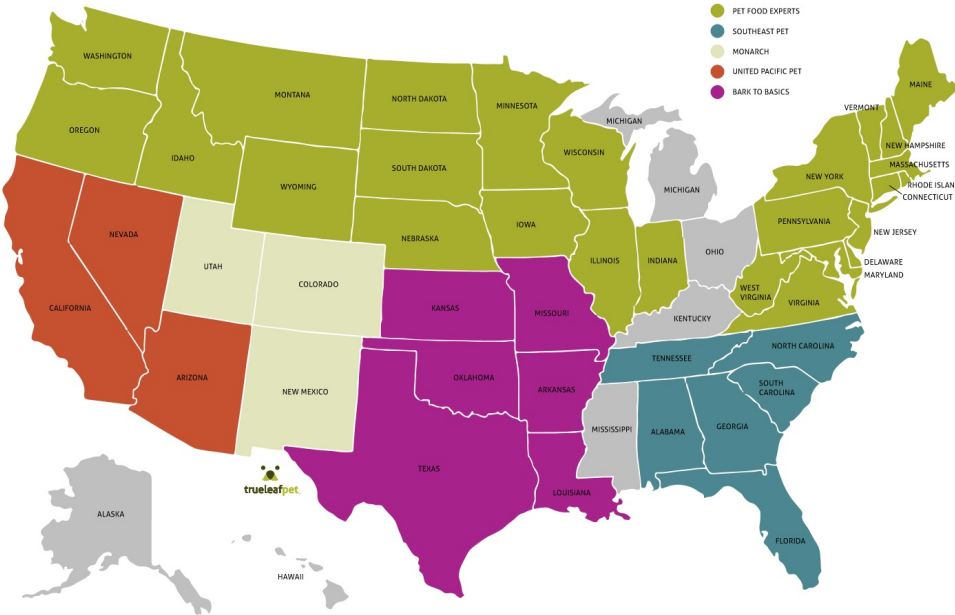 PET FOOD EXPERTS
SOUTHEAST PET
MONARCH
UNITED PACIFIC PET
BARK TO BASICS
WASHINGTON
OREGON
IDAHO
MONTANA
WYOMING
NORTH DAKOTA
SOUTH DAKOTA
NEBRASKA
MINNESOTA
IOWA
WISCONSIN
ILLINOIS
INDIANA
MICHIGAN
MICHIGAN
OHIO
KENTUCKY
MAINE
VERMONT
NEW HAMPSHIRE
MASSACHUSETTS
RHODE ISLAN
CONNECTICUT
NEW YORK
PENNSYLVANIA
NEW JERSEY
DELAWARE
MARYLAND
WEST
VIRGINIA
VIRGINIA
NEVADA
CALIFORNIA
ARIZONA
UTAH
COLORADO
NEW MEXICO
KANSAS
MISSOURI
OKLAHOMA
ARKANSAS
TEXAS
LOUISIANA
MISSISSIPPI
TENNESSEE
NORTH CAROLINA
SOUTH
CAROLINA
ALABAMA
GEORGIA
FLORIDA
ALASKA
HAWAII
trueleafpet